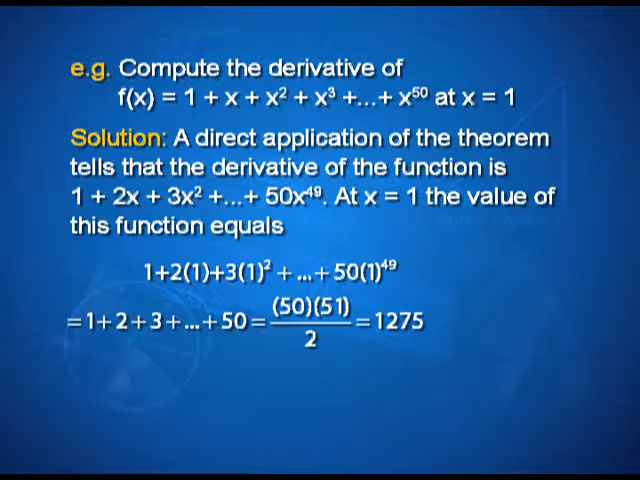 e.g. Compute the derivative of
f(x) = 1 + x + x² + x³ +...+ x⁵⁰ at x = 1
Solution: A direct application of the theorem
tells that the derivative of the function is
1 + 2x + 3x² +...+ 50x⁴⁹. At x = 1 the value of
this function equals
1+2(1)+3(1)² + ...+ 50(1)⁴⁹
= 1+ 2 + 3 + ...+ 50 = (50)(51)/2 = 1275